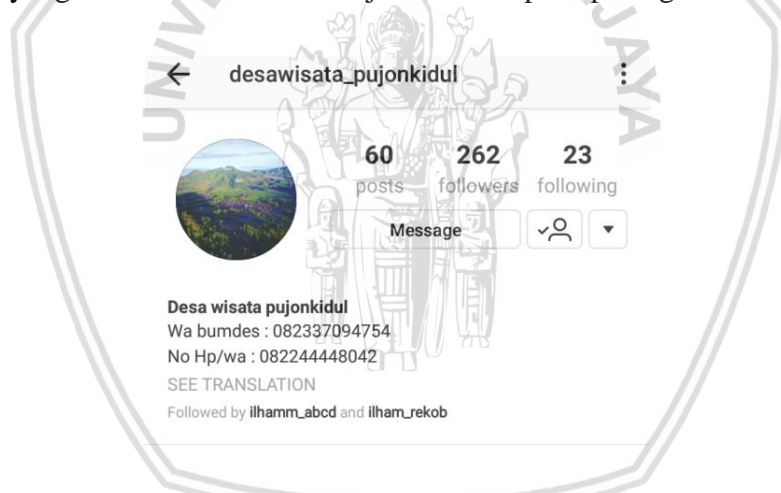 desawisata_pujonkidul
60 262 23
posts followers following
Message
Desa wisata pujonkidul
Wa bumdes : 082337094754
No Hp/wa : 082244448042
SEE TRANSLATION
Followed by ilhamm_abcd and ilham_rekob